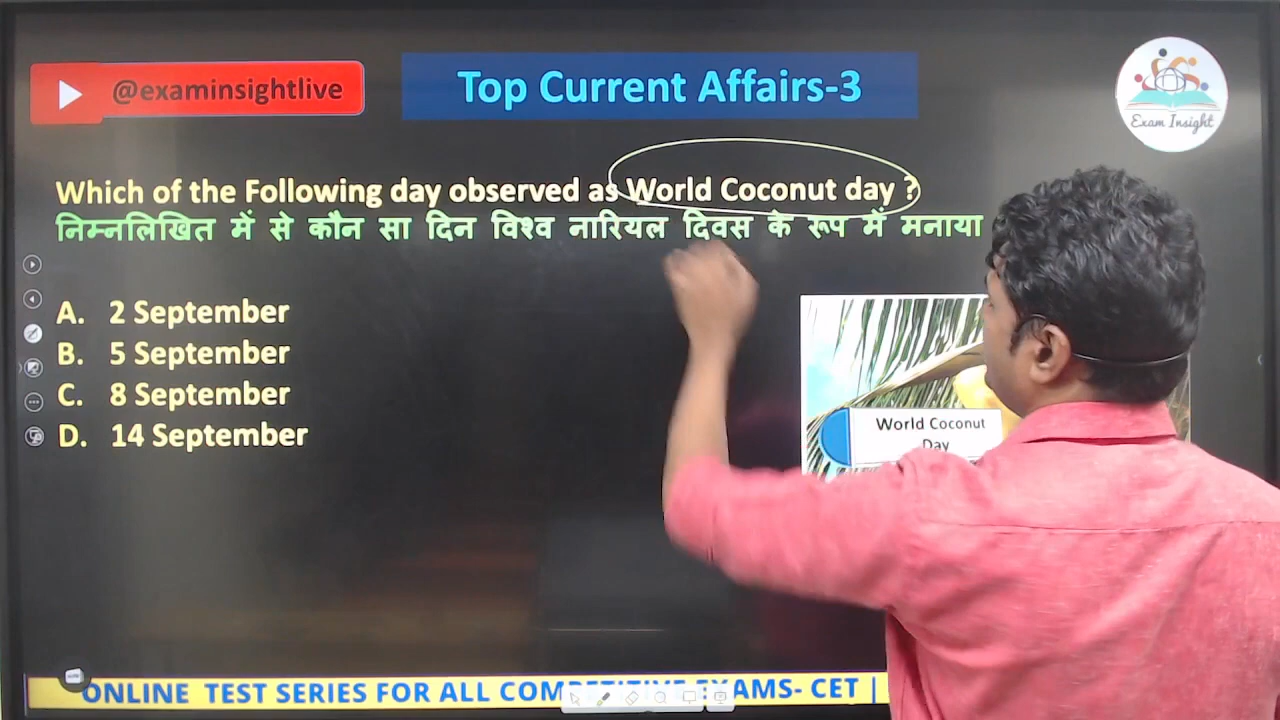 @examinsightlive
Top Current Affairs-3
Exam Insight
Which of the Following day observed as World Coconut day ?
निम्नलिखित में से कौन सा दिन विश्व नारियल दिवस के रूप में मनाया
A. 2 September
B. 5 September
C. 8 September
D. 14 September
World Coconut
Day
ONLINE TEST SERIES FOR ALL COMPETITIVE EXAMS- CET |